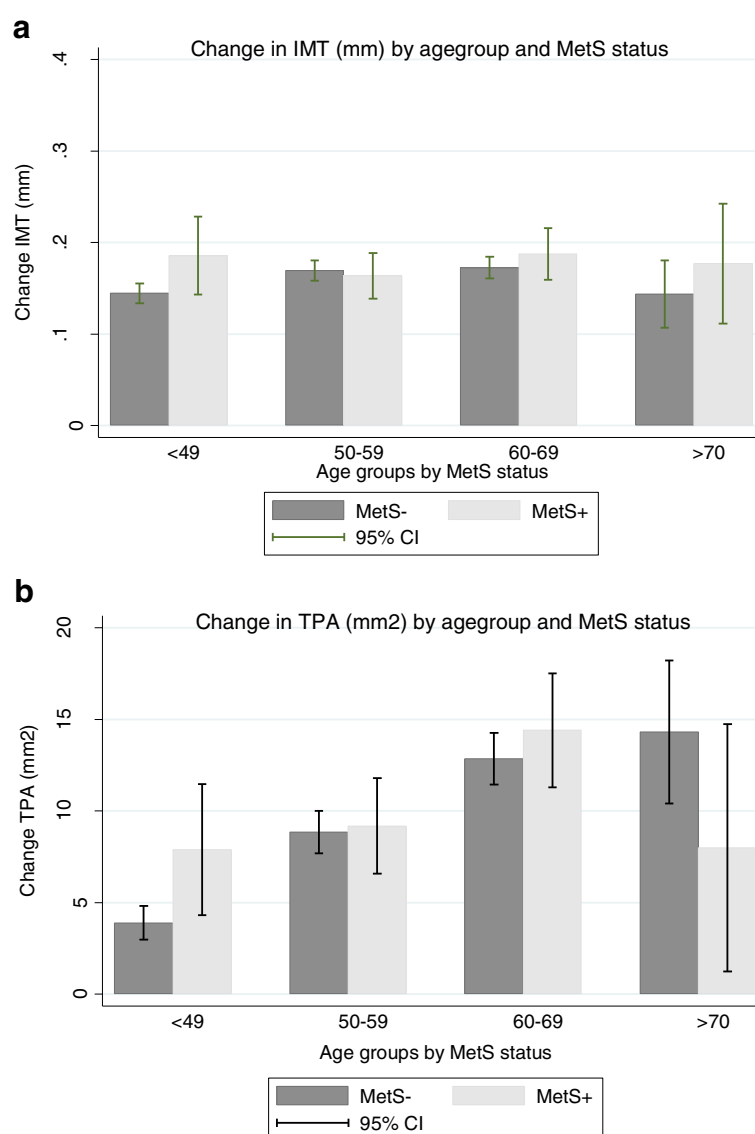 a
Change in IMT (mm) by agegroup and MetS status
Change IMT (mm)
.4
.3
.2
.1
0
<49 50-59 60-69 >70
Age groups by MetS status
MetS- MetS+
95% CI
b
Change in TPA (mm2) by agegroup and MetS status
Change TPA (mm2)
20
15
10
5
0
<49 50-59 60-69 >70
Age groups by MetS status
MetS- MetS+
95% CI